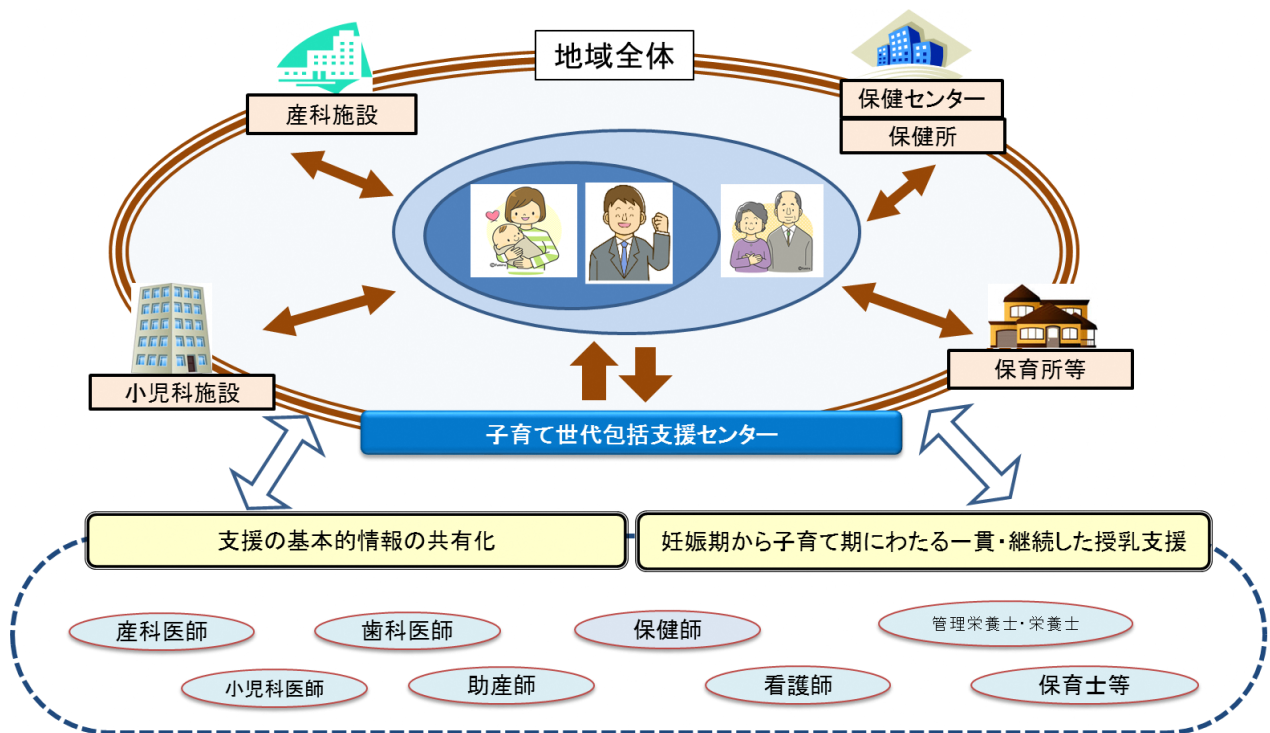 地域全体
産科施設
保健センター
保健所
小児科施設
保育所等
子育て世代包括支援センター
支援の基本的情報の共有化
妊娠期から子育て期にわたる一貫・継続した授乳支援
産科医師
歯科医師
保健師
管理栄養士・栄養士
小児科医師
助産師
看護師
保育士等